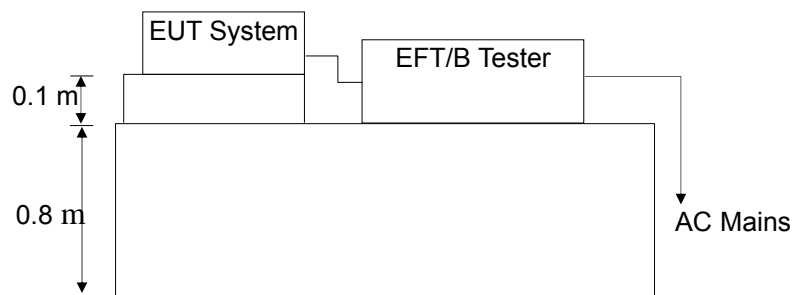 EUT System
EFT/B Tester
0.1 m
0.8 m
AC Mains